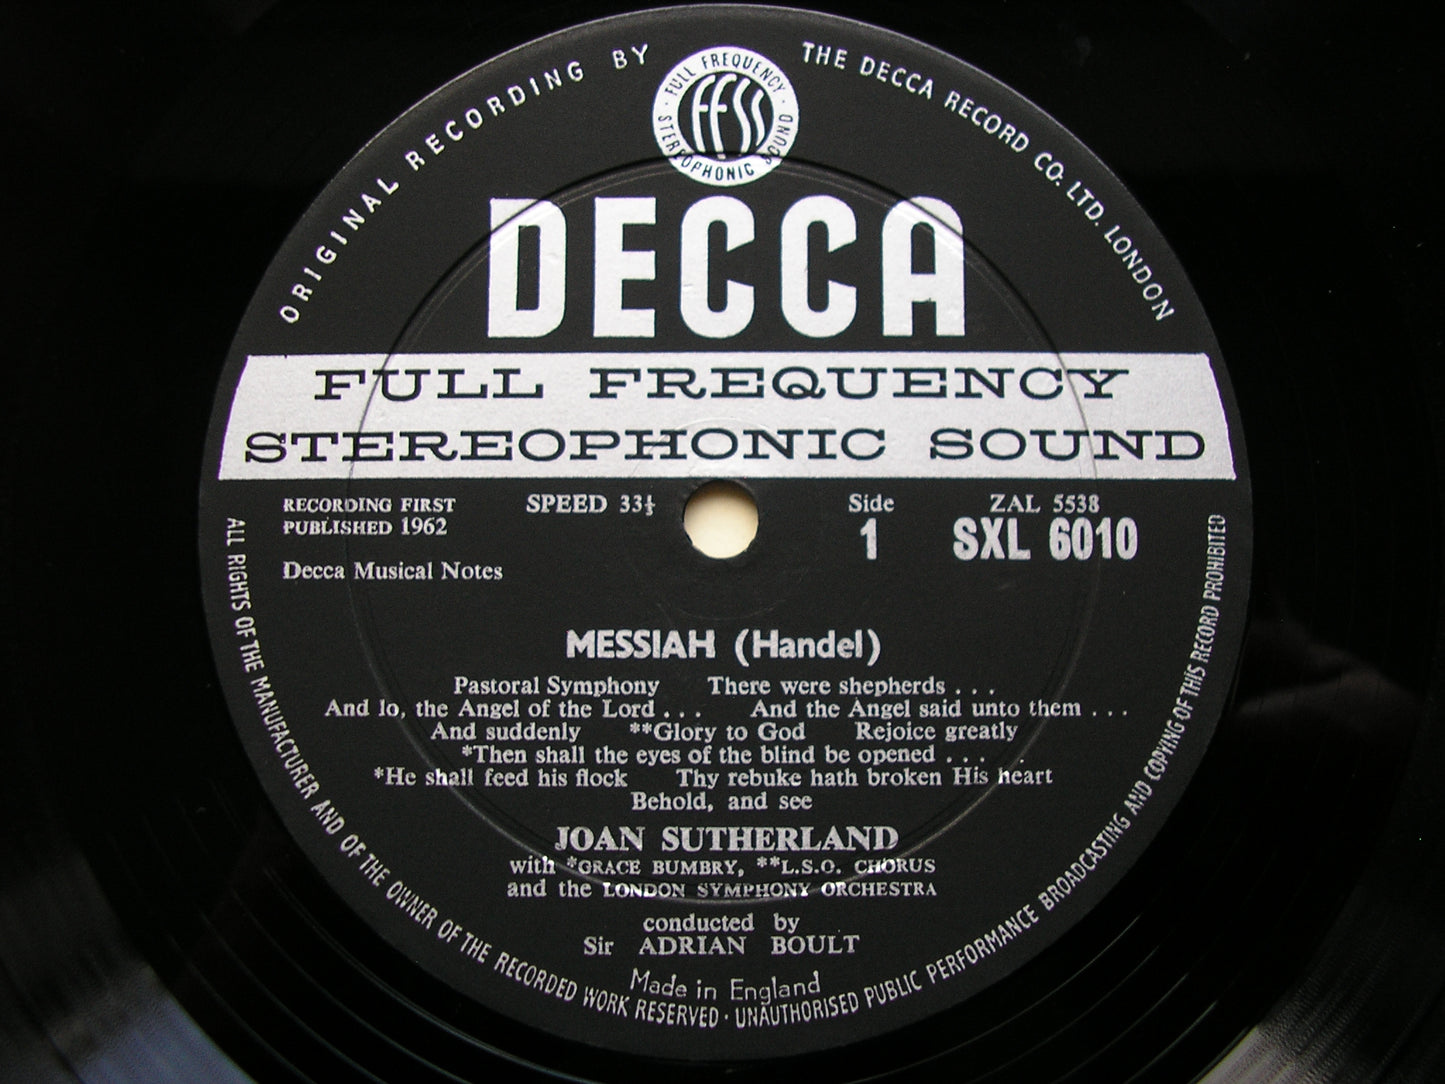 ORIGINAL RECORDING BY
THE DECCA RECORD CO. LTD. LONDON
FULL FREQUENCY
ffss
STEREOPHONIC SOUND
DECCA
FULL FREQUENCY
STEREOPHONIC SOUND
RECORDING FIRST
PUBLISHED 1962
SPEED 33⅓
Side
1
ZAL 5538
SXL 6010
Decca Musical Notes
MESSIAH (Handel)
Pastoral Symphony There were shepherds . . .
And lo, the Angel of the Lord . . . And the Angel said unto them . . .
And suddenly **Glory to God Rejoice greatly
*Then shall the eyes of the blind be opened . . .
*He shall feed his flock Thy rebuke hath broken His heart
Behold, and see
JOAN SUTHERLAND
with *GRACE BUMBRY, **L.S.O. CHORUS
and the LONDON SYMPHONY ORCHESTRA
conducted by
Sir ADRIAN BOULT
Made in England
ALL RIGHTS OF THE MANUFACTURER AND OF THE OWNER OF THE RECORDED WORK RESERVED · UNAUTHORISED PUBLIC PERFORMANCE BROADCASTING AND COPYING OF THIS RECORD PROHIBITED